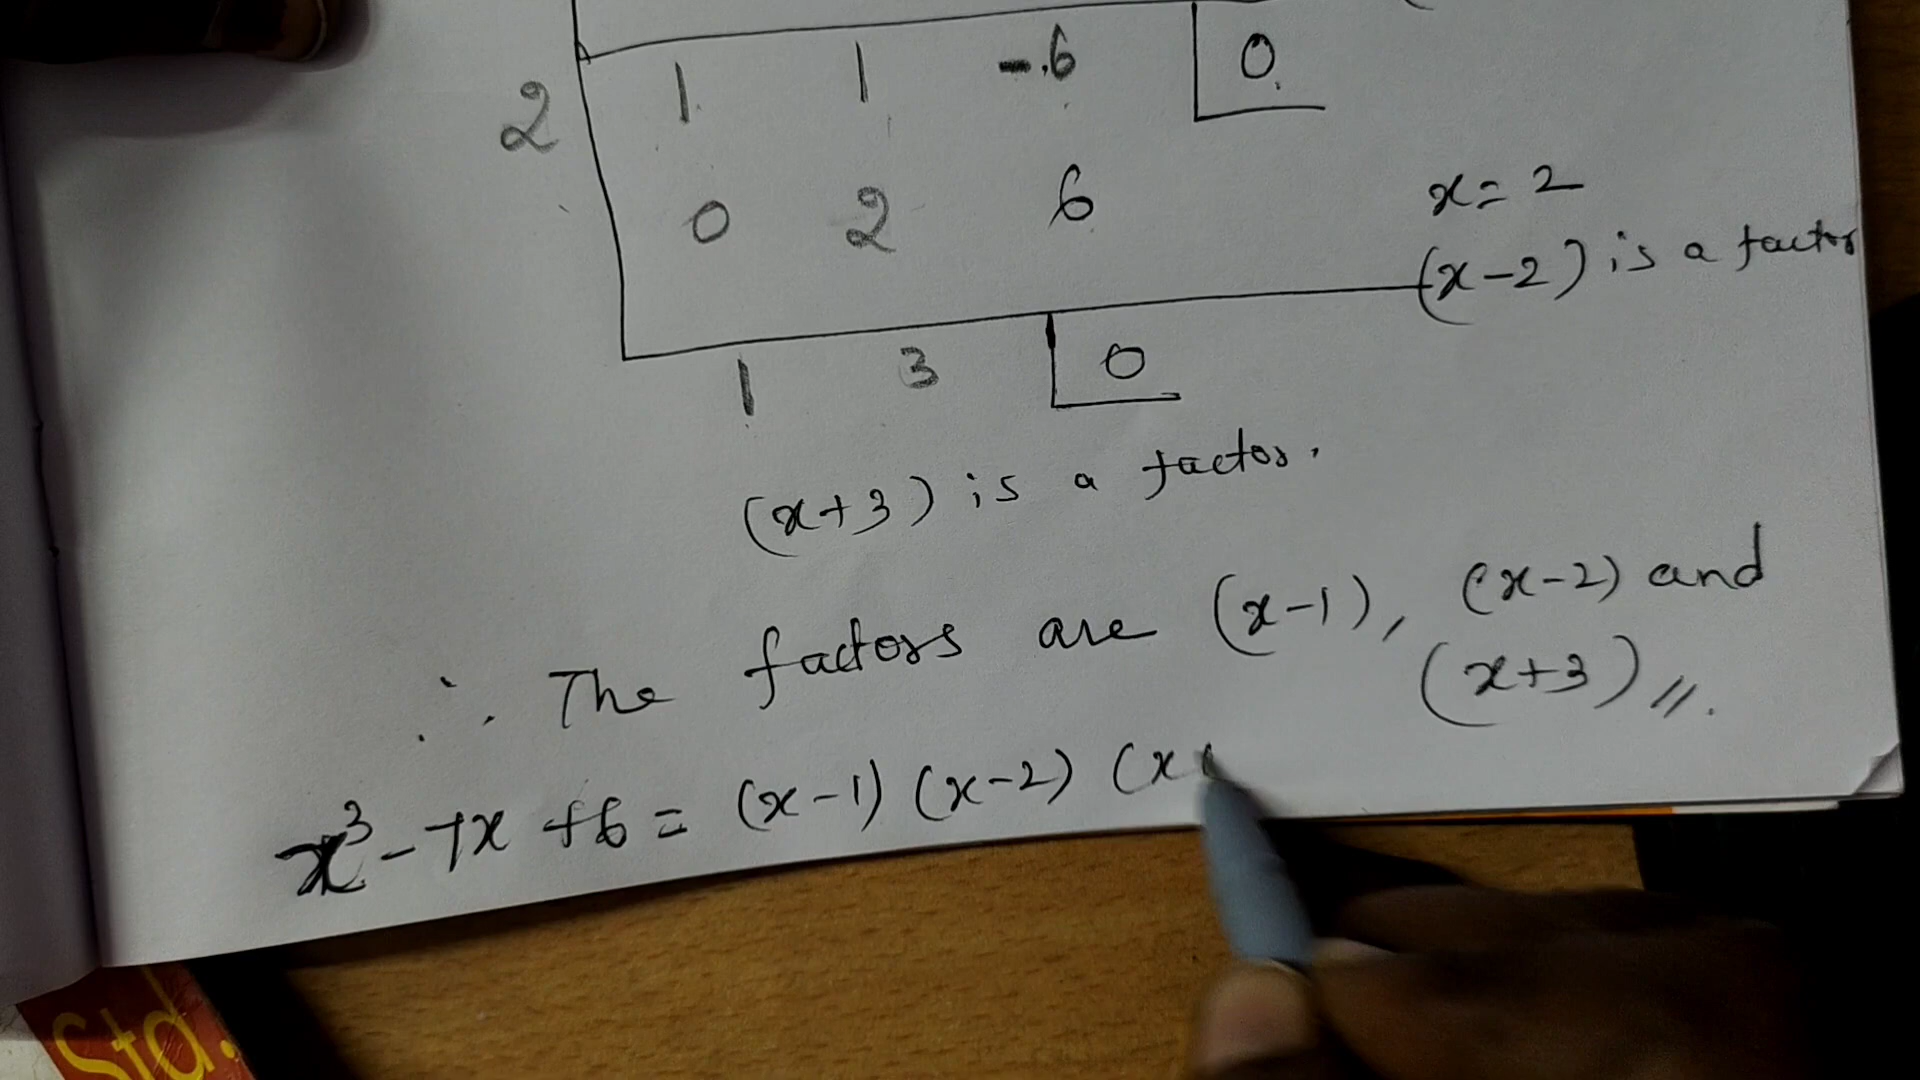 1 1 -6 0
2
0 2 6
x = 2
(x-2) is a factor
1 3 0
(x+3) is a factor.
∴ The factors are (x-1), (x-2) and
(x+3) //.
x³ - 7x + 6 = (x-1) (x-2) (x
Std.